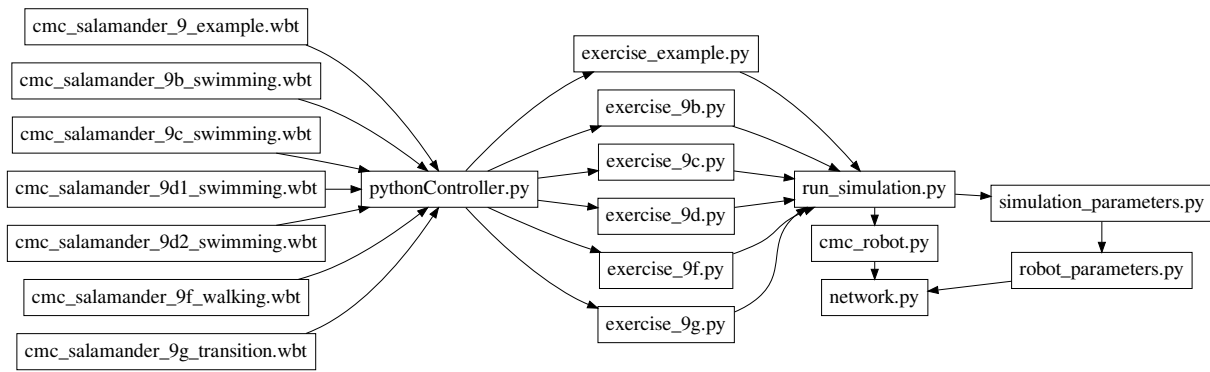 cmc_salamander_9_example.wbt
cmc_salamander_9b_swimming.wbt
cmc_salamander_9c_swimming.wbt
cmc_salamander_9d1_swimming.wbt
cmc_salamander_9d2_swimming.wbt
cmc_salamander_9f_walking.wbt
cmc_salamander_9g_transition.wbt
pythonController.py
exercise_example.py
exercise_9b.py
exercise_9c.py
exercise_9d.py
exercise_9f.py
exercise_9g.py
run_simulation.py
cmc_robot.py
network.py
simulation_parameters.py
robot_parameters.py